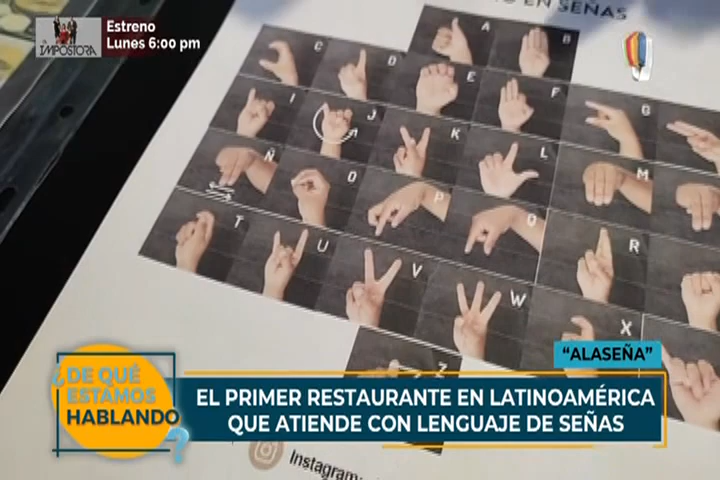 LA IMPOSTORA
Estreno
Lunes 6:00 pm
EN SEÑAS
A
B
C
D
E
F
G
I
J
K
L
M
Ñ
O
P
Q
R
T
U
V
W
X
Z
“ALASEÑA”
¿DE QUÉ
ESTAMOS
HABLANDO
?
EL PRIMER RESTAURANTE EN LATINOAMÉRICA
QUE ATIENDE CON LENGUAJE DE SEÑAS
Instagram